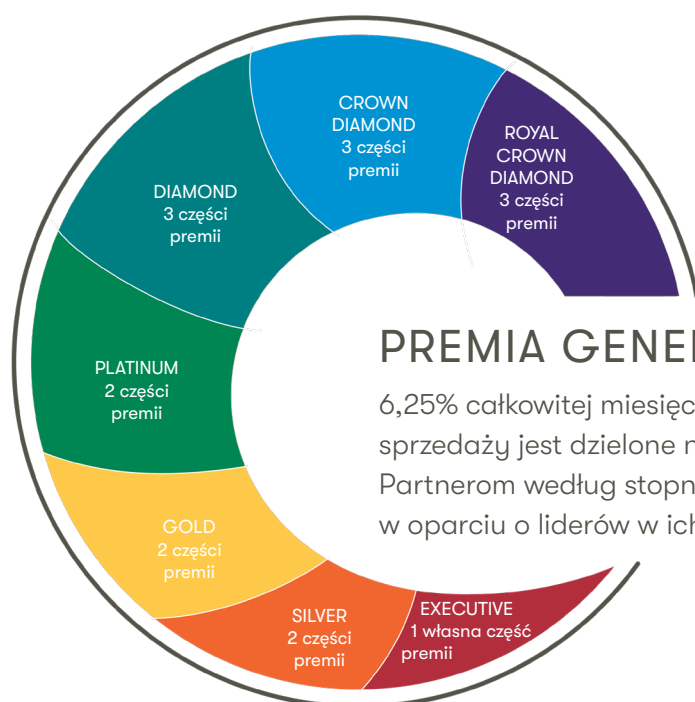 CROWN
DIAMOND
3 części
premii
ROYAL
CROWN
DIAMOND
3 części
premii
DIAMOND
3 części
premii
PLATINUM
2 części
premii
GOLD
2 części
premii
SILVER
2 części
premii
EXECUTIVE
1 własna część
premii
PREMIA GENE
6,25% całkowitej miesięc
sprzedaży jest dzielone
Partnerom według stopn
w oparciu o liderów w ich